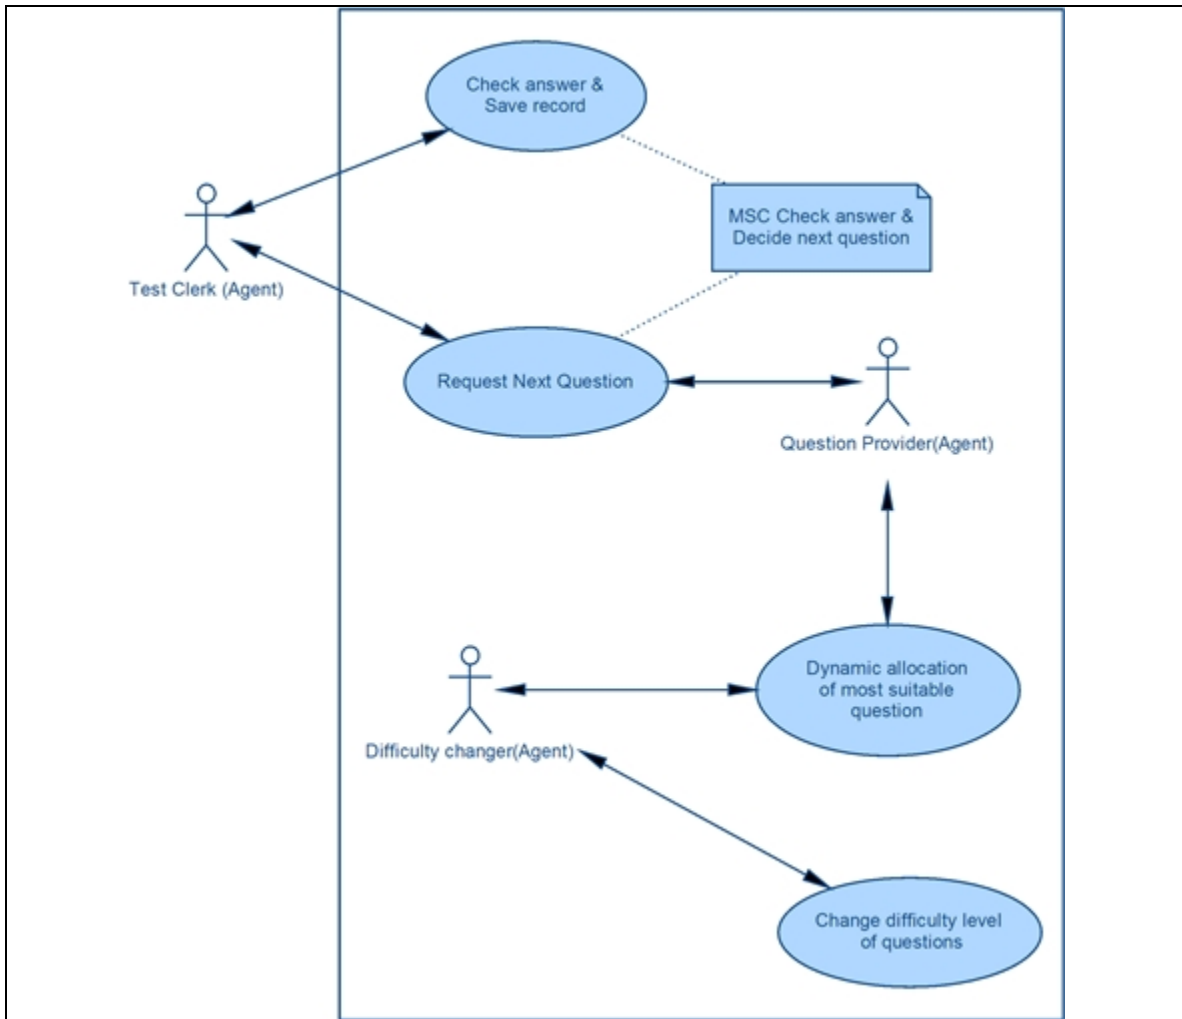 Check answer &
Save record
MSC Check answer &
Decide next question
Test Clerk (Agent)
Request Next Question
Question Provider(Agent)
Dynamic allocation
of most suitable
question
Difficulty changer(Agent)
Change difficulty level
of questions